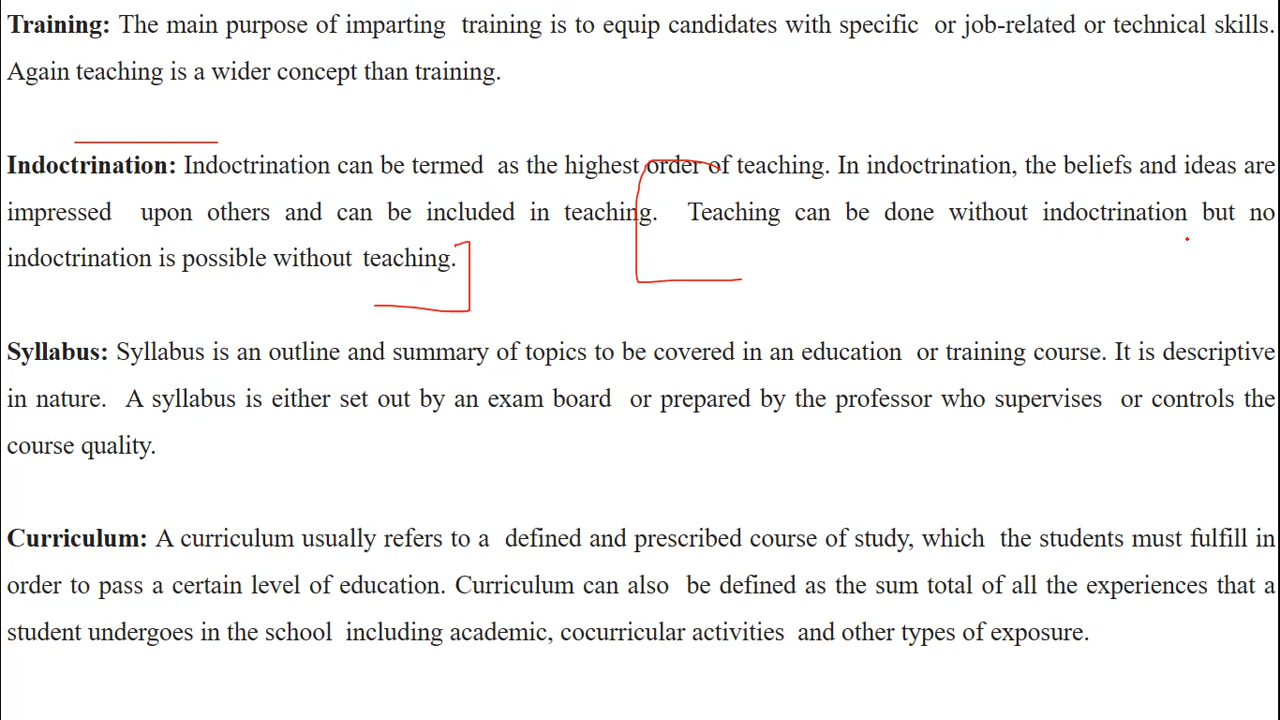 Training: The main purpose of imparting training is to equip candidates with specific or job-related or technical skills.
Again teaching is a wider concept than training.
Indoctrination: Indoctrination can be termed as the highest order of teaching. In indoctrination, the beliefs and ideas are
impressed upon others and can be included in teaching. Teaching can be done without indoctrination but no
indoctrination is possible without teaching.
Syllabus: Syllabus is an outline and summary of topics to be covered in an education or training course. It is descriptive
in nature. A syllabus is either set out by an exam board or prepared by the professor who supervises or controls the
course quality.
Curriculum: A curriculum usually refers to a defined and prescribed course of study, which the students must fulfill in
order to pass a certain level of education. Curriculum can also be defined as the sum total of all the experiences that a
student undergoes in the school including academic, cocurricular activities and other types of exposure.